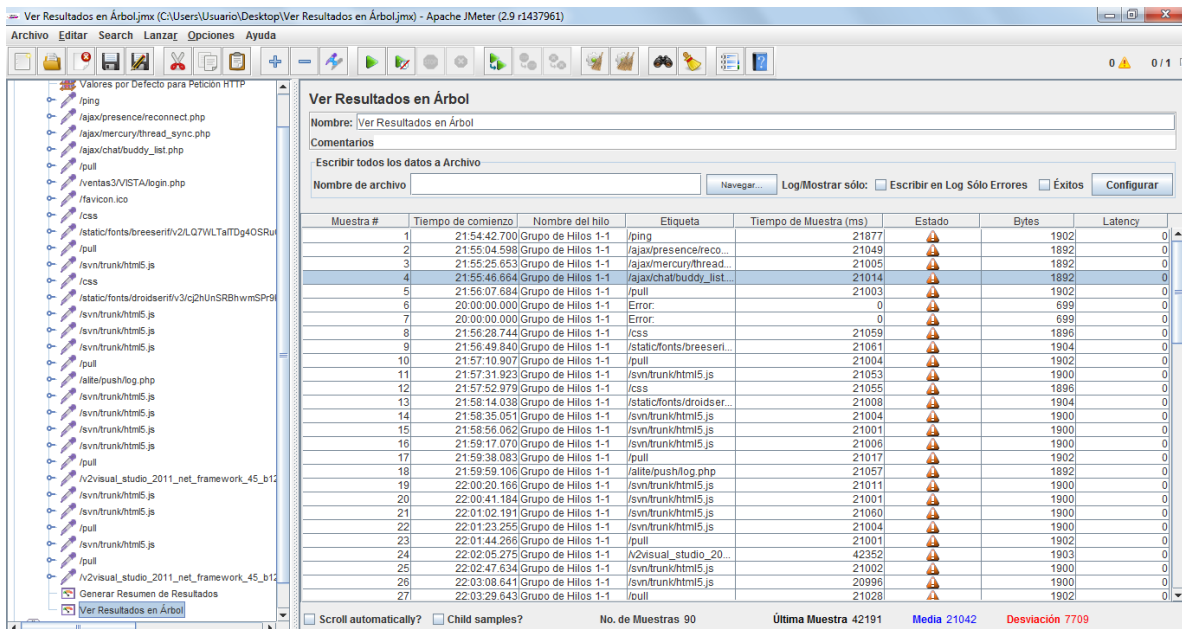 Ver Resultados en Árbol.jmx (C:\Users\Usuario\Desktop\Ver Resultados en Árbol.jmx) - Apache JMeter (2.9 r1437961)
Archivo Editar Search Lanzar Opciones Ayuda
0 0 / 1
Valores por Defecto para Petición HTTP
/ping
/ajax/presence/reconnect.php
/ajax/mercury/thread_sync.php
/ajax/chat/buddy_list.php
/pull
/ventas3/VISTA/login.php
/favicon.ico
/css
/static/fonts/breeserif/v2/LQ7WLTaITDg4OSRu
/pull
/svn/trunk/html5.js
/css
/static/fonts/droidserif/v3/cj2hUnSRBhwmSPr9
/svn/trunk/html5.js
/svn/trunk/html5.js
/svn/trunk/html5.js
/pull
/alite/push/log.php
/svn/trunk/html5.js
/svn/trunk/html5.js
/svn/trunk/html5.js
/svn/trunk/html5.js
/pull
/v2visual_studio_2011_net_framework_45_b12
/svn/trunk/html5.js
/svn/trunk/html5.js
/pull
/svn/trunk/html5.js
/pull
/v2visual_studio_2011_net_framework_45_b12
Generar Resumen de Resultados
Ver Resultados en Árbol
Ver Resultados en Árbol
Nombre: Ver Resultados en Árbol
Comentarios
Escribir todos los datos a Archivo
Nombre de archivo Navegar... Log/Mostrar sólo: Escribir en Log Sólo Errores Éxitos Configurar
Muestra # Tiempo de comienzo Nombre del hilo Etiqueta Tiempo de Muestra (ms) Estado Bytes Latency
1 21:54:42.700 Grupo de Hilos 1-1 /ping 21877 1902 0
2 21:55:04.598 Grupo de Hilos 1-1 /ajax/presence/reco... 21049 1892 0
3 21:55:25.653 Grupo de Hilos 1-1 /ajax/mercury/thread... 21005 1892 0
4 21:55:46.664 Grupo de Hilos 1-1 /ajax/chat/buddy_list.... 21014 1892 0
5 21:56:07.684 Grupo de Hilos 1-1 /pull 21003 1902 0
6 20:00:00.000 Grupo de Hilos 1-1 Error: 0 699 0
7 20:00:00.000 Grupo de Hilos 1-1 Error: 0 699 0
8 21:56:28.744 Grupo de Hilos 1-1 /css 21059 1896 0
9 21:56:49.840 Grupo de Hilos 1-1 /static/fonts/breeseri... 21061 1904 0
10 21:57:10.907 Grupo de Hilos 1-1 /pull 21004 1902 0
11 21:57:31.923 Grupo de Hilos 1-1 /svn/trunk/html5.js 21053 1900 0
12 21:57:52.979 Grupo de Hilos 1-1 /css 21055 1896 0
13 21:58:14.038 Grupo de Hilos 1-1 /static/fonts/droidser... 21008 1904 0
14 21:58:35.051 Grupo de Hilos 1-1 /svn/trunk/html5.js 21004 1900 0
15 21:58:56.062 Grupo de Hilos 1-1 /svn/trunk/html5.js 21001 1900 0
16 21:59:17.070 Grupo de Hilos 1-1 /svn/trunk/html5.js 21006 1900 0
17 21:59:38.083 Grupo de Hilos 1-1 /pull 21017 1902 0
18 21:59:59.106 Grupo de Hilos 1-1 /alite/push/log.php 21057 1892 0
19 22:00:20.166 Grupo de Hilos 1-1 /svn/trunk/html5.js 21011 1900 0
20 22:00:41.184 Grupo de Hilos 1-1 /svn/trunk/html5.js 21001 1900 0
21 22:01:02.191 Grupo de Hilos 1-1 /svn/trunk/html5.js 21060 1900 0
22 22:01:23.255 Grupo de Hilos 1-1 /svn/trunk/html5.js 21004 1900 0
23 22:01:44.266 Grupo de Hilos 1-1 /pull 21001 1902 0
24 22:02:05.275 Grupo de Hilos 1-1 /v2visual_studio_20... 42352 1903 0
25 22:02:47.634 Grupo de Hilos 1-1 /svn/trunk/html5.js 21002 1900 0
26 22:03:08.641 Grupo de Hilos 1-1 /svn/trunk/html5.js 20996 1900 0
27 22:03:29.643 Grupo de Hilos 1-1 /pull 21028 1902 0
Scroll automatically? Child samples? No. de Muestras 90 Última Muestra 42191 Media 21042 Desviación 7709